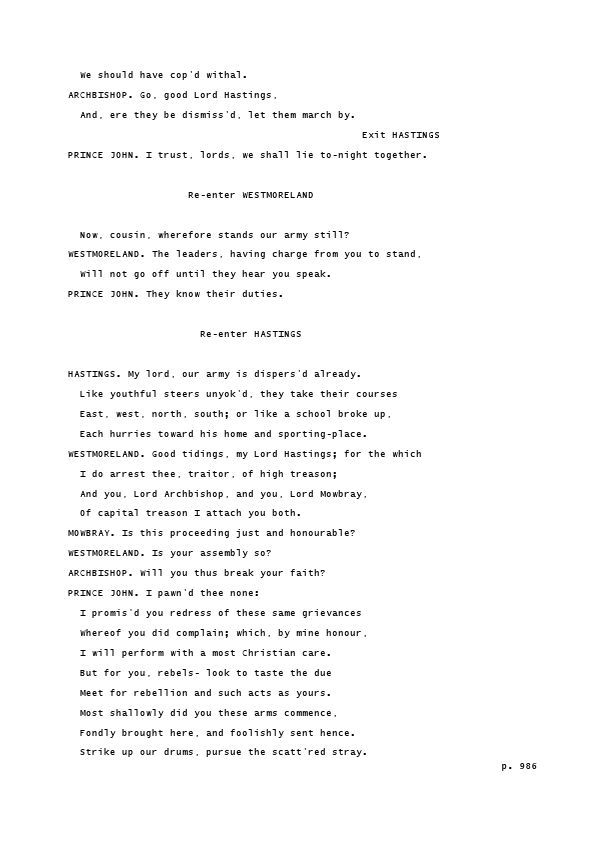 We should have cop'd withal.
ARCHBISHOP. Go, good Lord Hastings,
And, ere they be dismiss'd, let them march by.
Exit HASTINGS
PRINCE JOHN. I trust, lords, we shall lie to-night together.
Re-enter WESTMORELAND
Now, cousin, wherefore stands our army still?
WESTMORELAND. The leaders, having charge from you to stand,
Will not go off until they hear you speak.
PRINCE JOHN. They know their duties.
Re-enter HASTINGS
HASTINGS. My lord, our army is dispers'd already.
Like youthful steers unyok'd, they take their courses
East, west, north, south; or like a school broke up,
Each hurries toward his home and sporting-place.
WESTMORELAND. Good tidings, my Lord Hastings; for the which
I do arrest thee, traitor, of high treason;
And you, Lord Archbishop, and you, Lord Mowbray,
Of capital treason I attach you both.
MOWBRAY. Is this proceeding just and honourable?
WESTMORELAND. Is your assembly so?
ARCHBISHOP. Will you thus break your faith?
PRINCE JOHN. I pawn'd thee none:
I promis'd you redress of these same grievances
Whereof you did complain; which, by mine honour,
I will perform with a most Christian care.
But for you, rebels- look to taste the due
Meet for rebellion and such acts as yours.
Most shallowly did you these arms commence,
Fondly brought here, and foolishly sent hence.
Strike up our drums, pursue the scatt'red stray.
p. 986